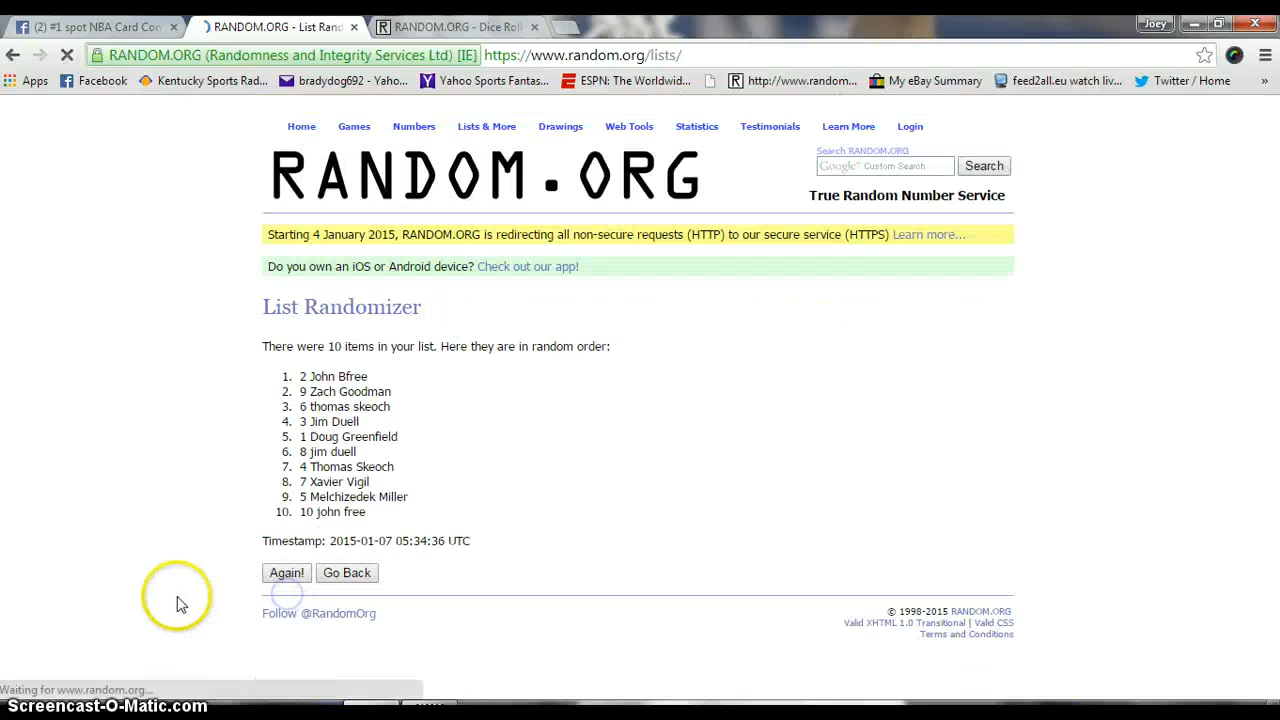 (2) #1 spot NBA Card Con
RANDOM.ORG - List Rand
RANDOM.ORG - Dice Roll
Joey
RANDOM.ORG (Randomness and Integrity Services Ltd) [IE] https://www.random.org/lists/
Apps Facebook Kentucky Sports Rad... bradydog692 - Yaho... Yahoo Sports Fantas... ESPN: The Worldwid... http://www.random... My eBay Summary feed2all.eu watch liv... Twitter / Home
Home Games Numbers Lists & More Drawings Web Tools Statistics Testimonials Learn More Login
RANDOM.ORG
Search RANDOM.ORG
Google™ Custom Search Search
True Random Number Service
Starting 4 January 2015, RANDOM.ORG is redirecting all non-secure requests (HTTP) to our secure service (HTTPS) Learn more...
Do you own an iOS or Android device? Check out our app!
List Randomizer
There were 10 items in your list. Here they are in random order:
1. 2 John Bfree
2. 9 Zach Goodman
3. 6 thomas skeoch
4. 3 Jim Duell
5. 1 Doug Greenfield
6. 8 jim duell
7. 4 Thomas Skeoch
8. 7 Xavier Vigil
9. 5 Melchizedek Miller
10. 10 john free
Timestamp: 2015-01-07 05:34:36 UTC
Again! Go Back
Follow @RandomOrg
© 1998-2015 RANDOM.ORG
Valid XHTML 1.0 Transitional | Valid CSS
Terms and Conditions
Waiting for www.random.org...
Screencast-O-Matic.com